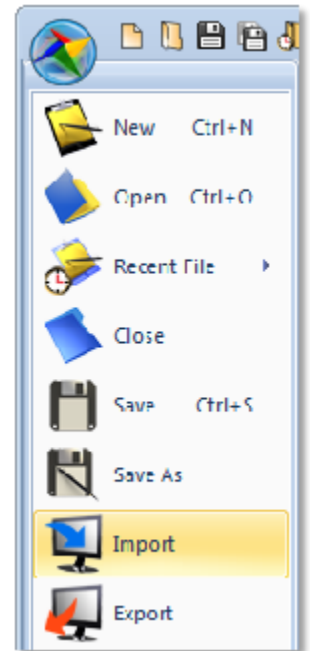 New Ctrl+N
Open Ctrl+O
Recent File
Close
Save Ctrl+S
Save As
Import
Export